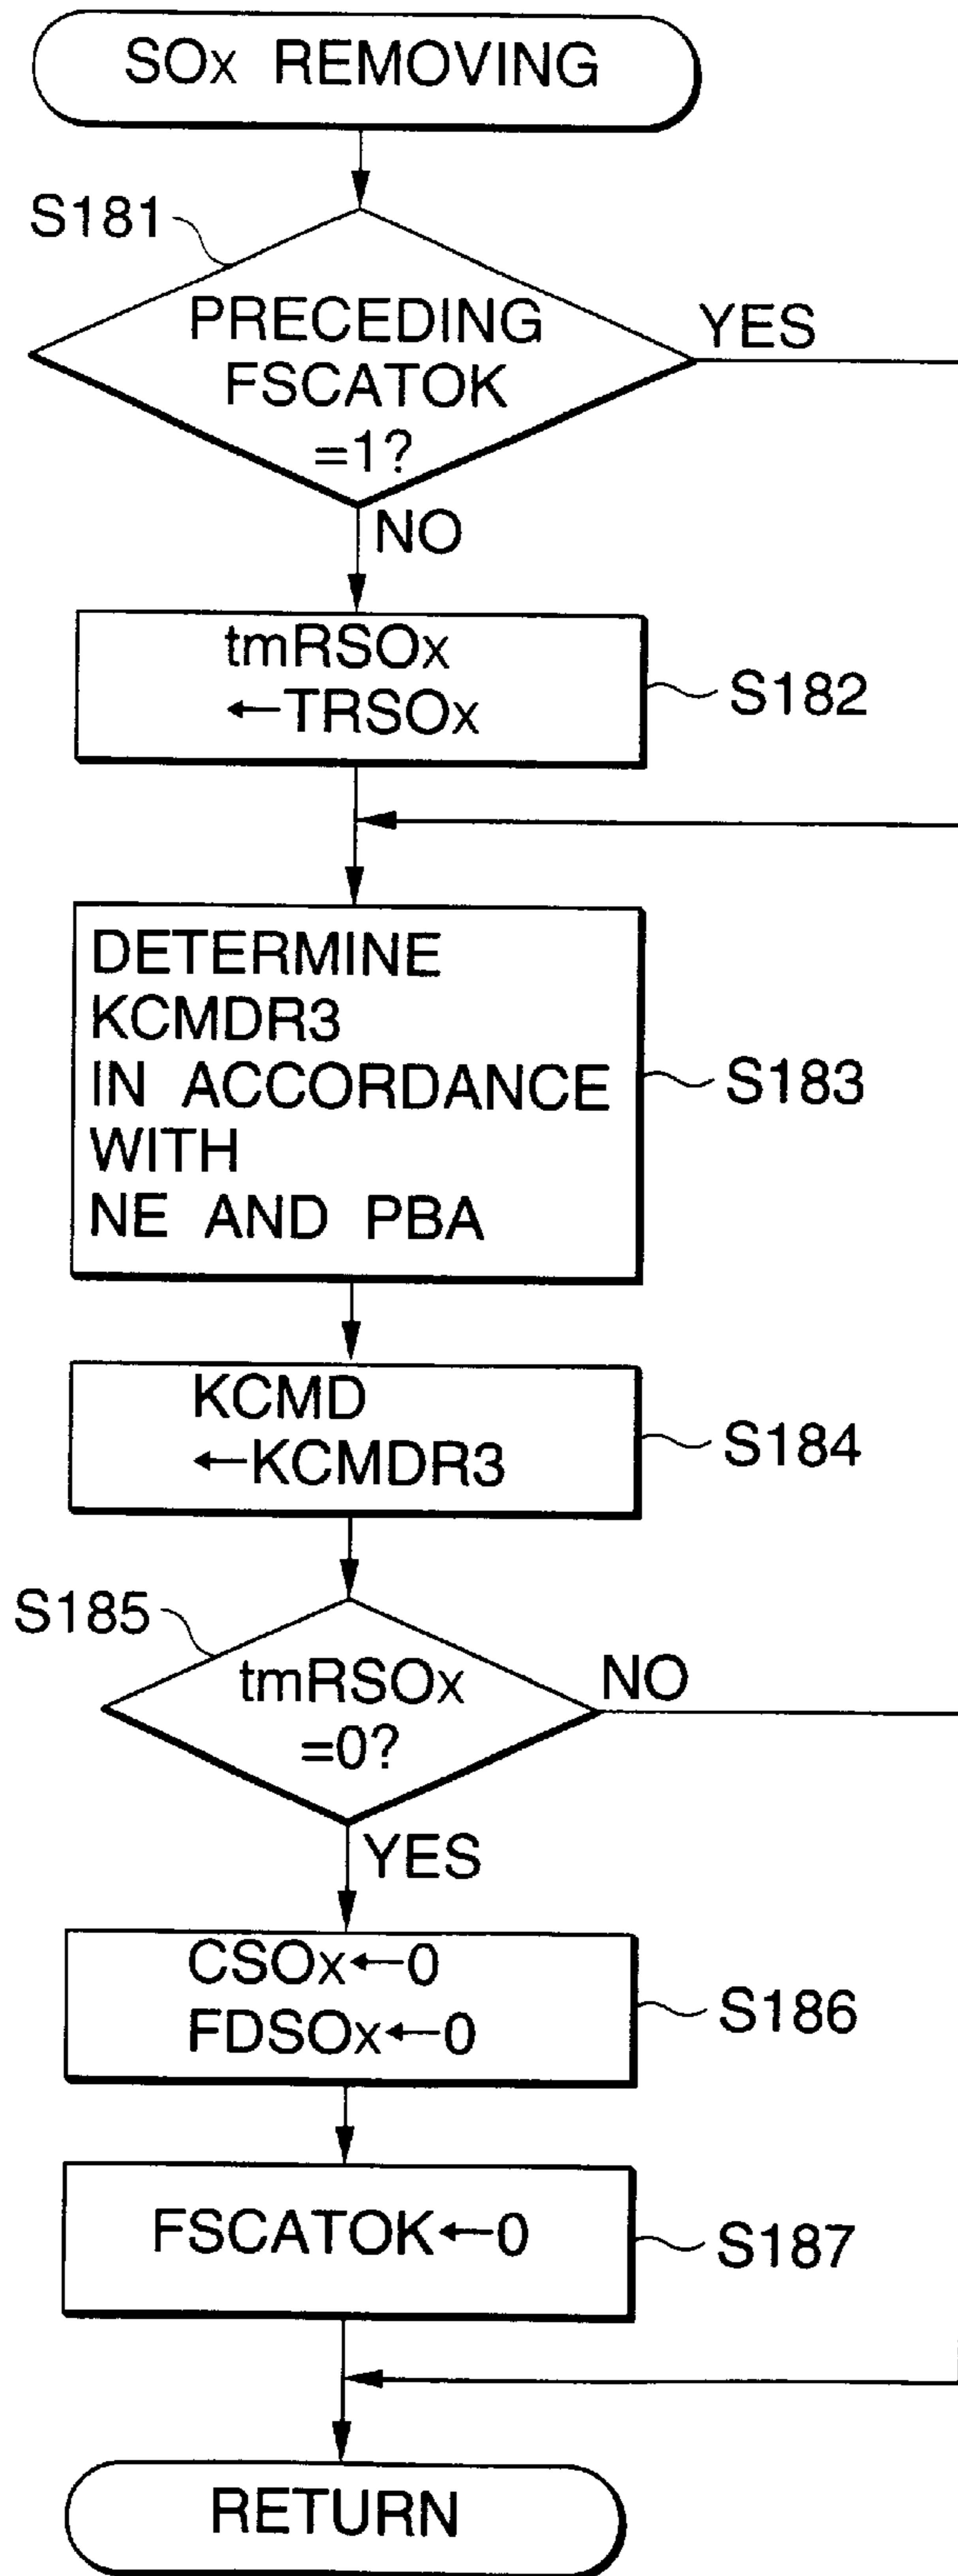 SOx REMOVING
S181
PRECEDING
FSCATOK
=1?
YES
NO
tmRSOx
←TRSOx
S182
DETERMINE
KCMDR3
IN ACCORDANCE
WITH
NE AND PBA
S183
KCMD
←KCMDR3
S184
S185
tmRSOx
=0?
NO
YES
CSOx←0
FDSOx←0
S186
FSCATOK←0
S187
RETURN